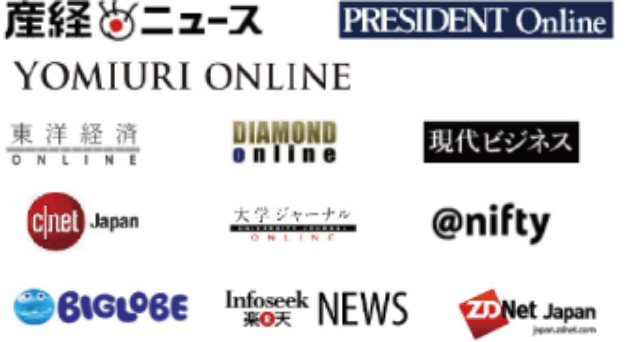 産経ニュース
PRESIDENT Online
YOMIURI ONLINE
東洋経済
ONLINE
DIAMOND
online
現代ビジネス
c|net Japan
大学ジャーナル
UNIVERSITY JOURNAL
ONLINE
@nifty
BIGLOBE
Infoseek
楽天
NEWS
ZDNet Japan
japan.zdnet.com